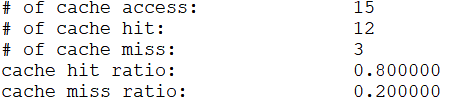 # of cache access: 15
# of cache hit: 12
# of cache miss: 3
cache hit ratio: 0.800000
cache miss ratio: 0.200000